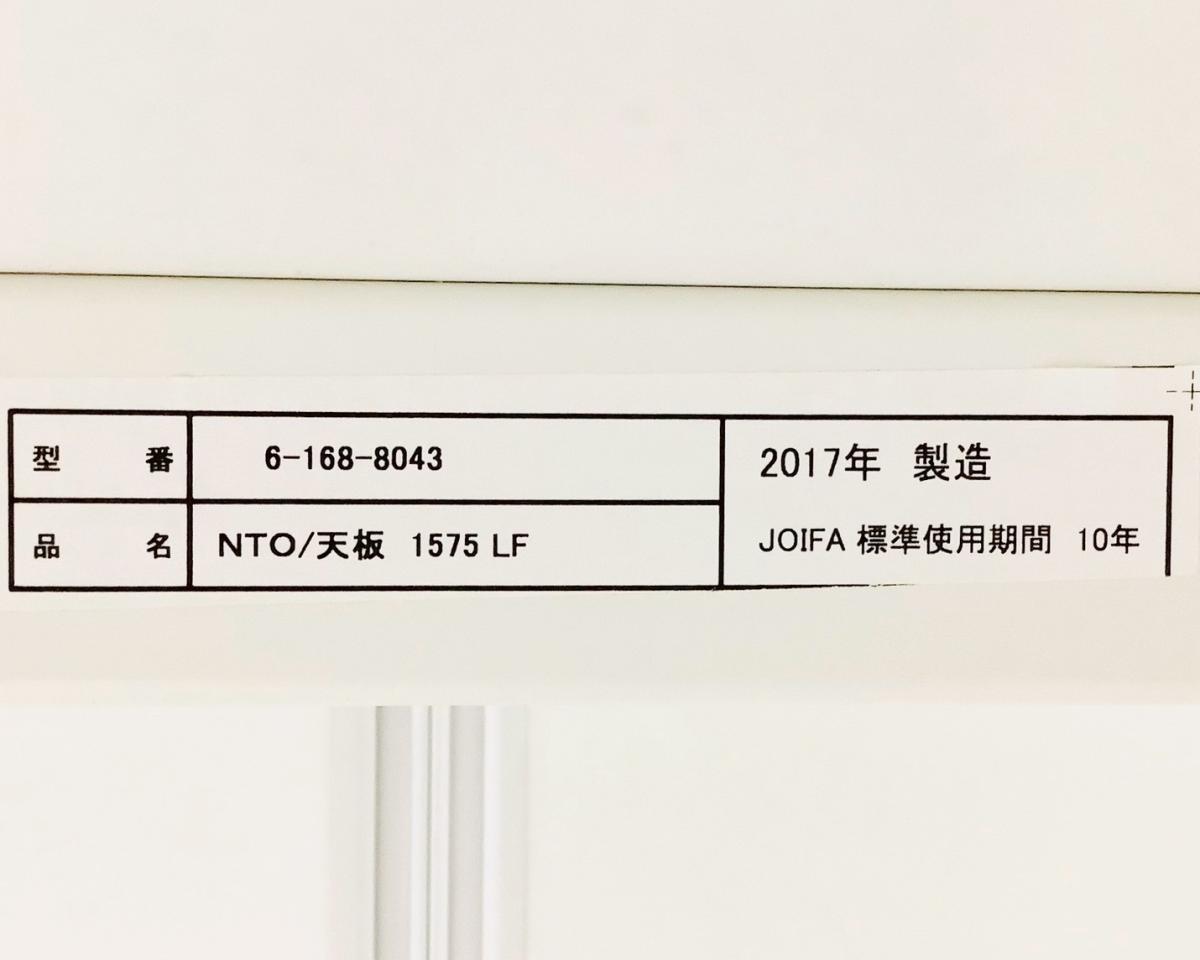 型 番 6-168-8043
品 名 NTO/天板 1575 LF
2017年 製造
JOIFA 標準使用期間 10年